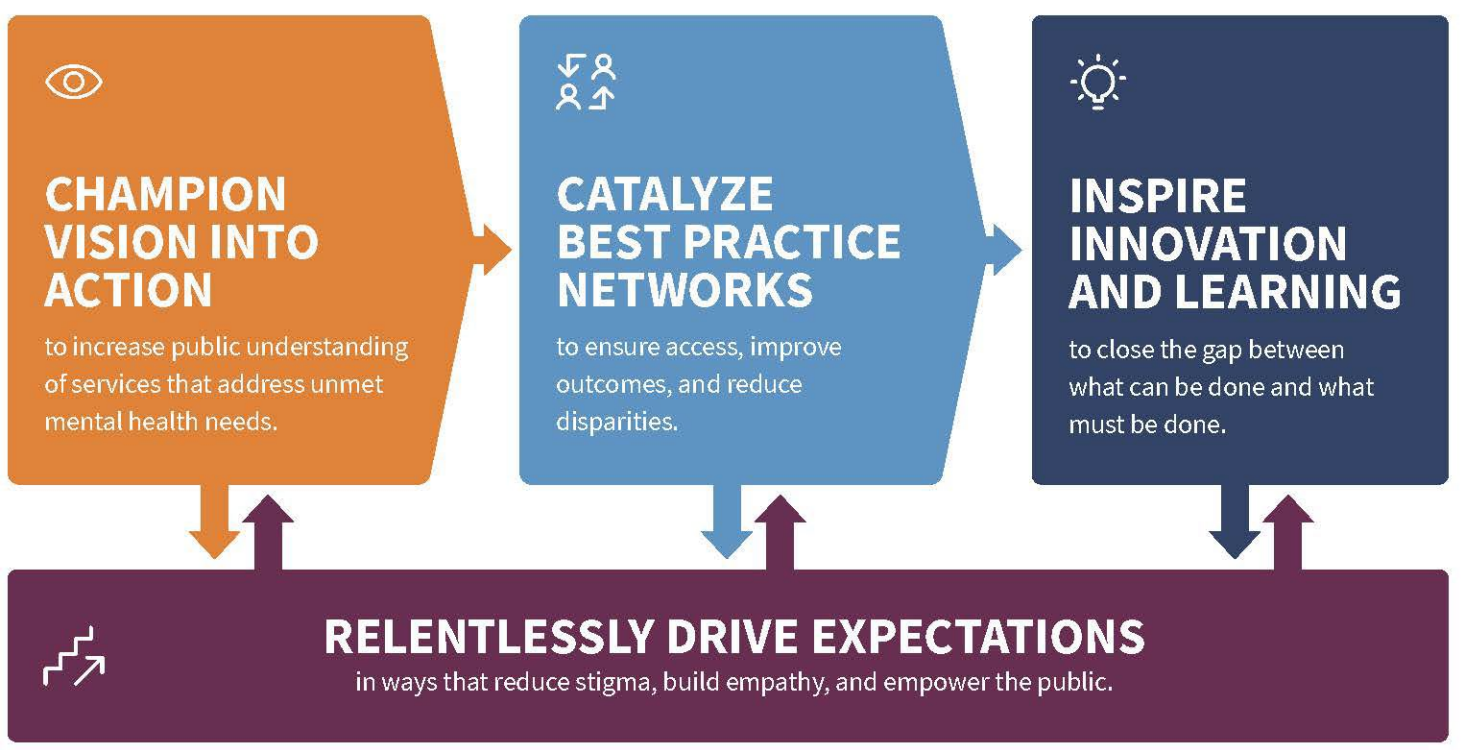 CHAMPION
VISION INTO
ACTION
to increase public understanding
of services that address unmet
mental health needs.
CATALYZE
BEST PRACTICE
NETWORKS
to ensure access, improve
outcomes, and reduce
disparities.
INSPIRE
INNOVATION
AND LEARNING
to close the gap between
what can be done and what
must be done.
RELENTLESSLY DRIVE EXPECTATIONS
in ways that reduce stigma, build empathy, and empower the public.